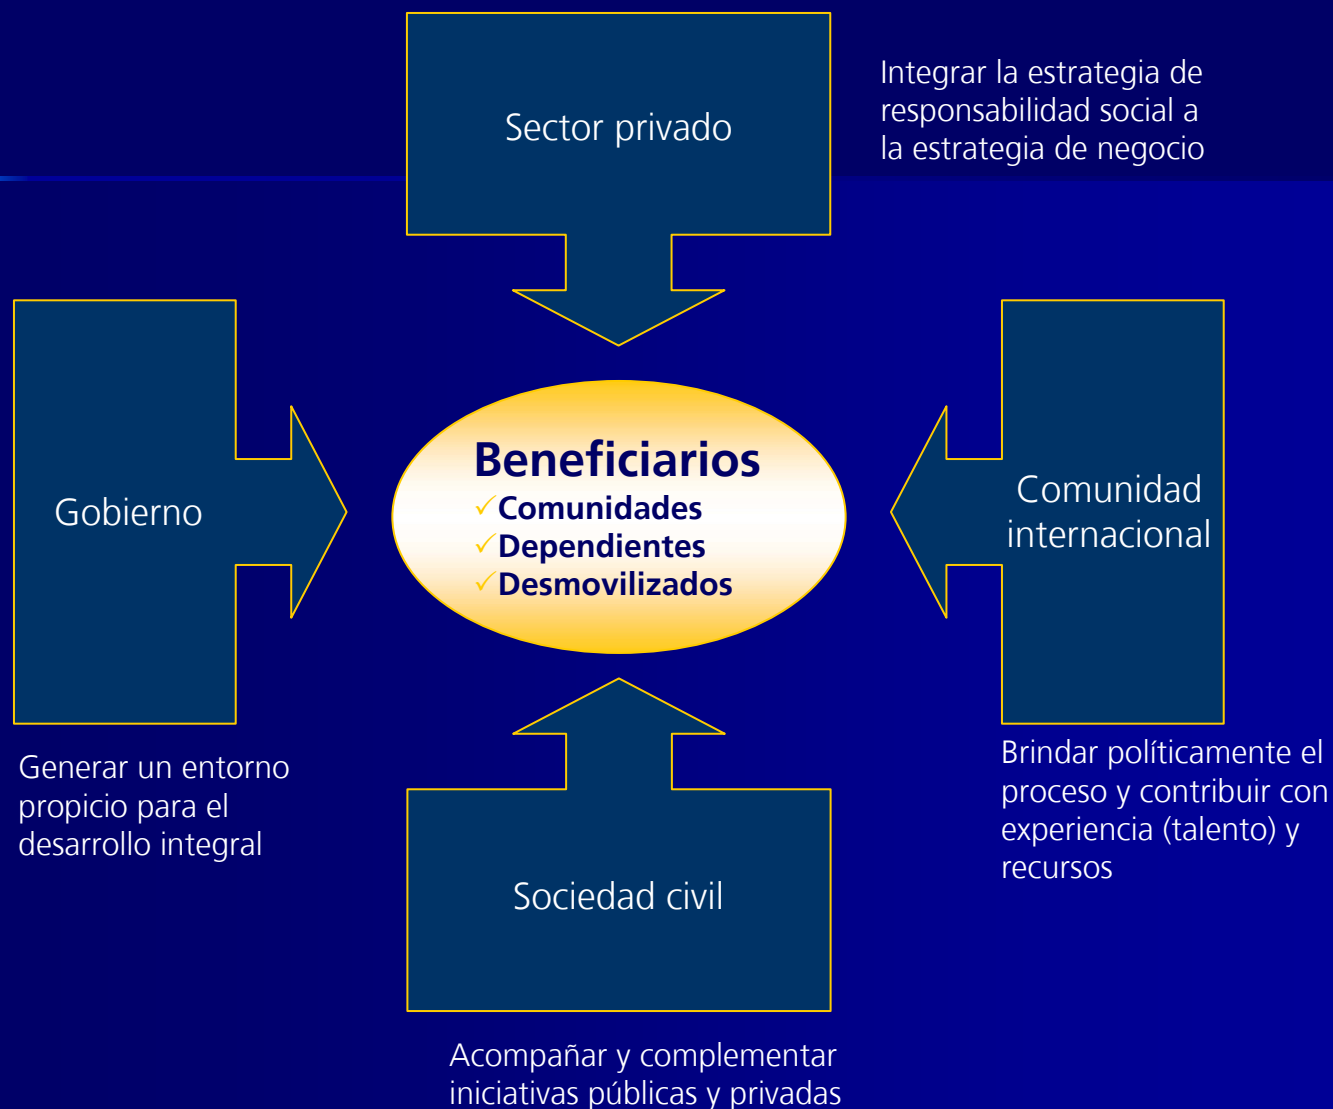 Sector privado
Integrar la estrategia de
responsabilidad social a
la estrategia de negocio
Gobierno
Generar un entorno
propicio para el
desarrollo integral
Beneficiarios
✓Comunidades
✓Dependientes
✓Desmovilizados
Comunidad
internacional
Brindar políticamente el
proceso y contribuir con
experiencia (talento) y
recursos
Sociedad civil
Acompañar y complementar
iniciativas públicas y privadas